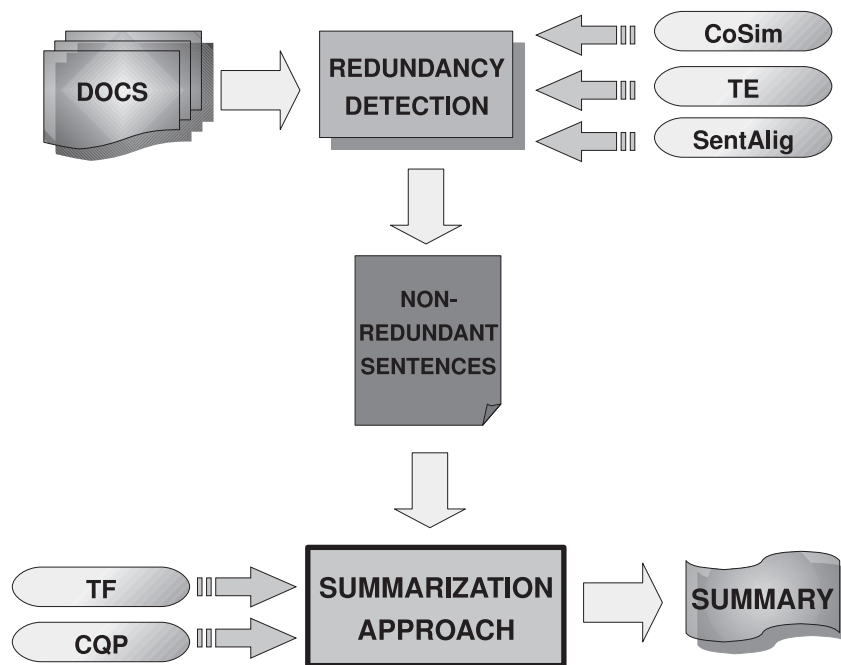 DOCS
REDUNDANCY
DETECTION
CoSim
TE
SentAlig
NON-
REDUNDANT
SENTENCES
TF
CQP
SUMMARIZATION
APPROACH
SUMMARY